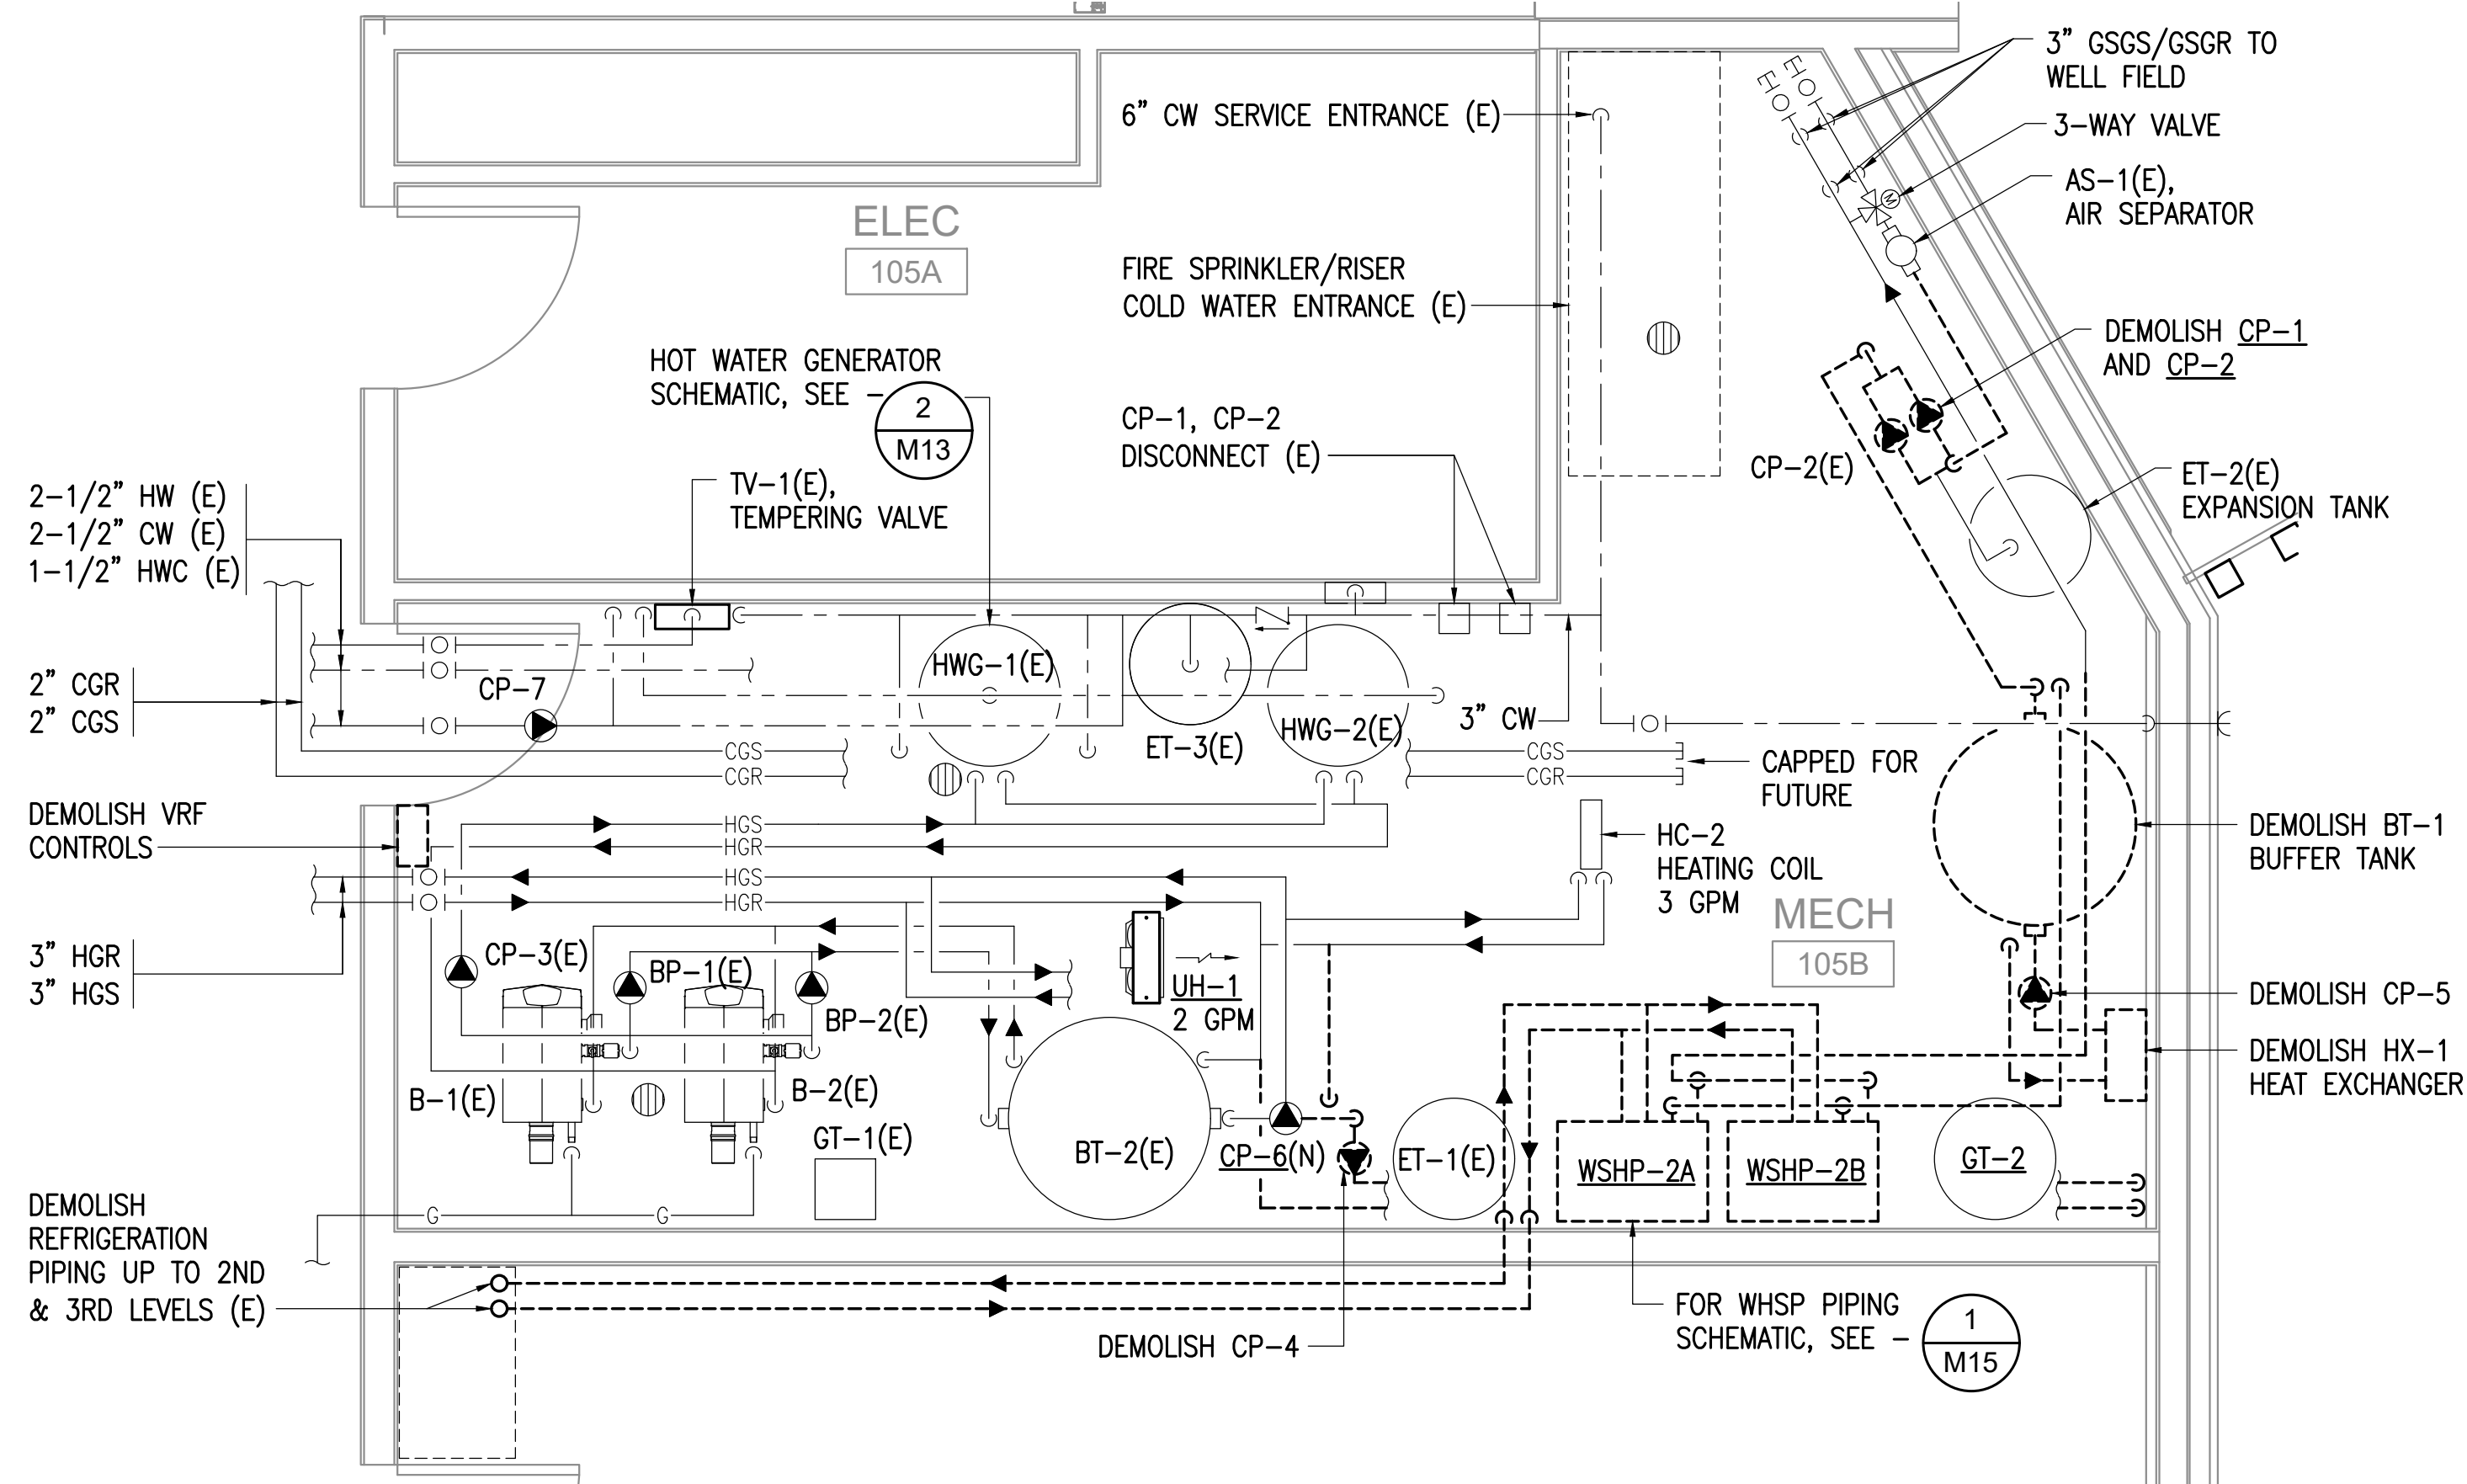 3" GSGS/GSGR TO
WELL FIELD
6" CW SERVICE ENTRANCE (E)
3-WAY VALVE
M
AS-1(E),
AIR SEPARATOR
ELEC
105A
FIRE SPRINKLER/RISER
COLD WATER ENTRANCE (E)
DEMOLISH CP-1
AND CP-2
HOT WATER GENERATOR
SCHEMATIC, SEE -
2
M13
CP-1, CP-2
DISCONNECT (E)
CP-2(E)
ET-2(E)
EXPANSION TANK
TV-1(E),
TEMPERING VALVE
2-1/2" HW (E)
2-1/2" CW (E)
1-1/2" HWC (E)
2" CGR
2" CGS
CP-7
HWG-1(E)
ET-3(E)
HWG-2(E)
3" CW
CGS
CGR
CGS
CGR
CAPPED FOR
FUTURE
DEMOLISH VRF
CONTROLS
HGS
HGR
HGS
HGR
HC-2
HEATING COIL
3 GPM
MECH
105B
DEMOLISH BT-1
BUFFER TANK
3" HGR
3" HGS
CP-3(E)
BP-1(E)
BP-2(E)
UH-1
2 GPM
DEMOLISH CP-5
DEMOLISH HX-1
HEAT EXCHANGER
B-1(E)
B-2(E)
GT-1(E)
BT-2(E)
CP-6(N)
ET-1(E)
WSHP-2A
WSHP-2B
GT-2
G
G
DEMOLISH
REFRIGERATION
PIPING UP TO 2ND
& 3RD LEVELS (E)
DEMOLISH CP-4
FOR WHSP PIPING
SCHEMATIC, SEE -
1
M15